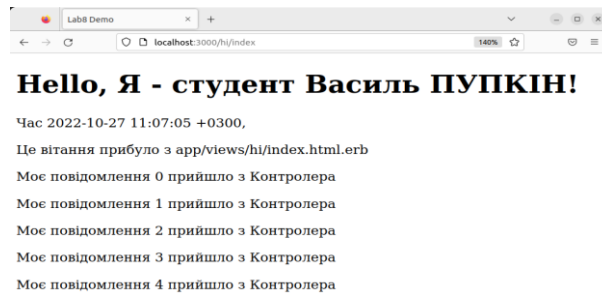 Lab8 Demo
localhost:3000/hi/index
140%
Hello, Я - студент Василь ПУПКІН!
Час 2022-10-27 11:07:05 +0300,
Це вітання прибуло з app/views/hi/index.html.erb
Моє повідомлення 0 прийшло з Контролера
Моє повідомлення 1 прийшло з Контролера
Моє повідомлення 2 прийшло з Контролера
Моє повідомлення 3 прийшло з Контролера
Моє повідомлення 4 прийшло з Контролера